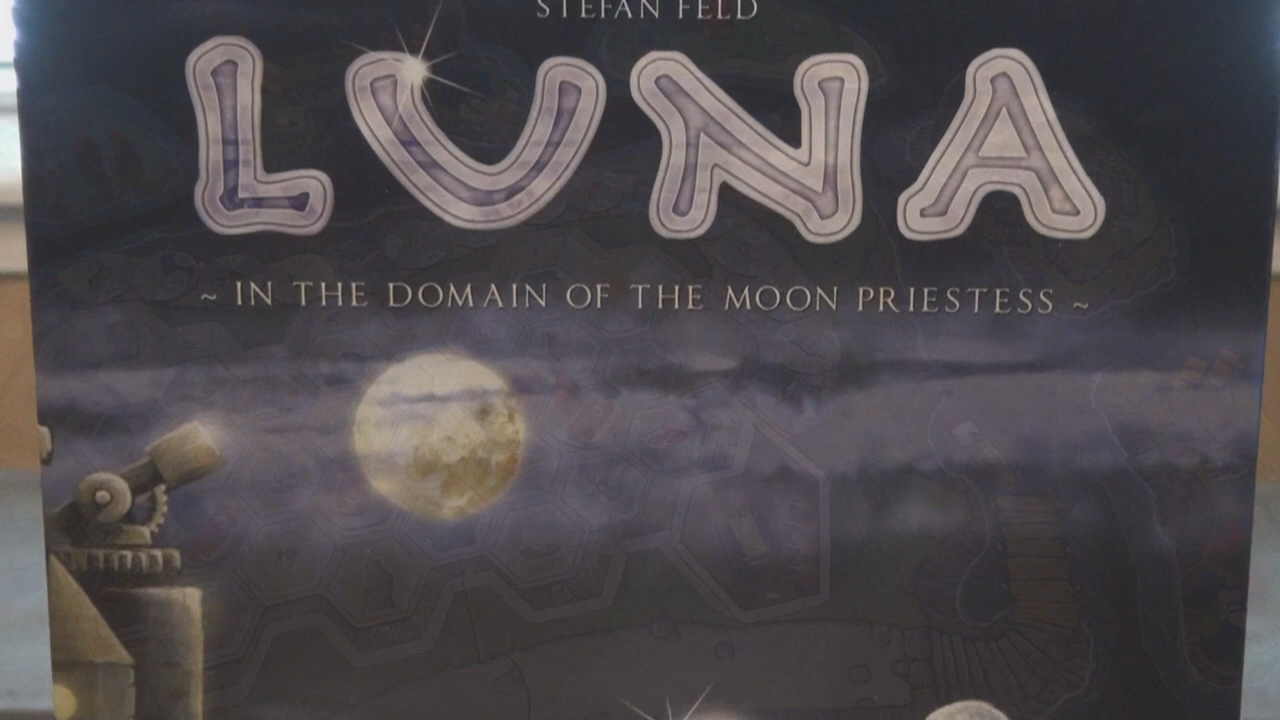 STEFAN FELD
LUNA
~ IN THE DOMAIN OF THE MOON PRIESTESS ~